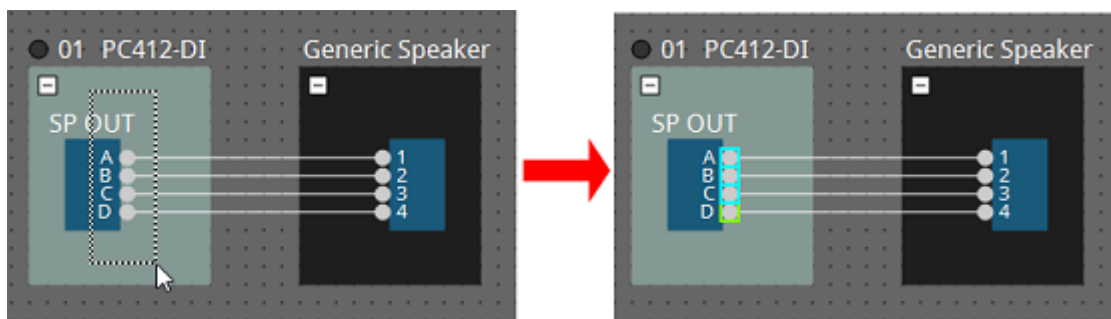 01 PC412-DI
Generic Speaker
SP OUT
A
B
C
D
1
2
3
4
01 PC412-DI
Generic Speaker
SP OUT
A
B
C
D
1
2
3
4